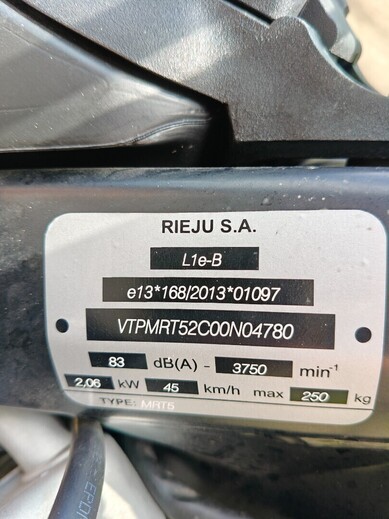 RIEJU S.A.
L1e-B
e13*168/2013*01097
VTPMRT52C00N04780
83 dB(A) - 3750 min-1
2,06 kW 45 km/h max 250 kg
TYPE: MRT5
EPD